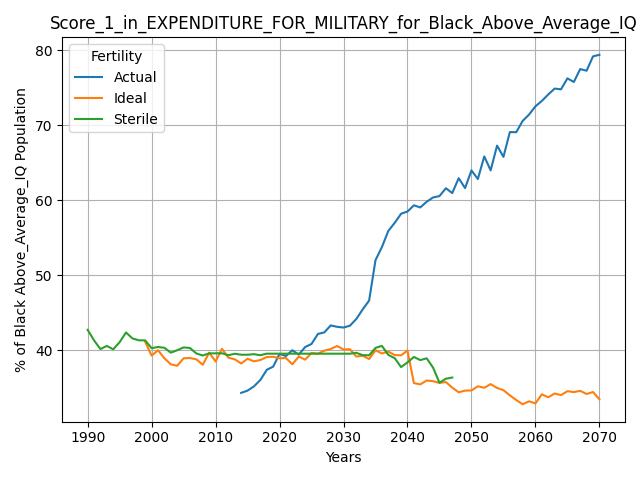 Score_1_in_EXPENDITURE_FOR_MILITARY_for_Black_Above_Average_IQ
Fertility
Actual
Ideal
Sterile
% of Black Above_Average_IQ Population
80
70
60
50
40
1990 2000 2010 2020 2030 2040 2050 2060 2070
Years